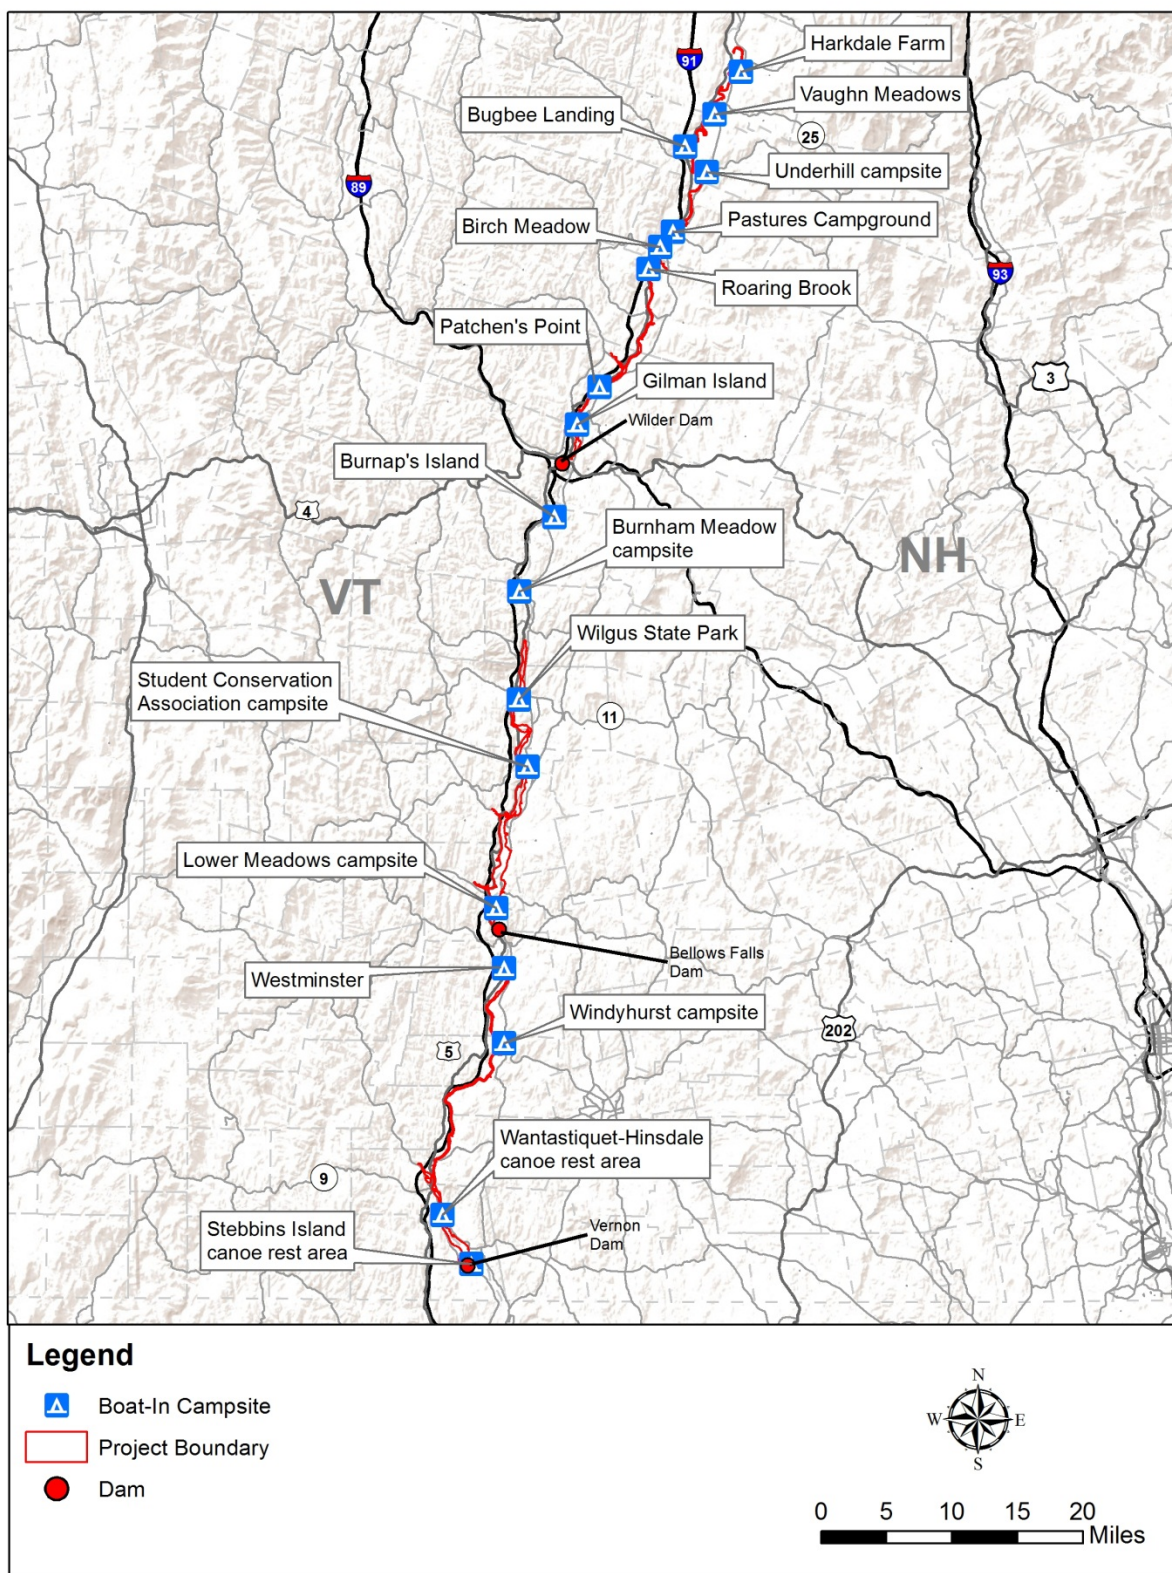 91
Harkdale Farm
Vaughn Meadows
Bugbee Landing
25
Underhill campsite
89
Birch Meadow
Pastures Campground
93
Roaring Brook
Patchen's Point
Gilman Island
3
Wilder Dam
Burnap's Island
4
Burnham Meadow
campsite
NH
VT
Wilgus State Park
Student Conservation
Association campsite
11
Lower Meadows campsite
Bellows Falls
Dam
Westminster
Windyhurst campsite
202
5
Wantastiquet-Hinsdale
canoe rest area
9
Stebbins Island
canoe rest area
Vernon
Dam
Legend
Boat-In Campsite
Project Boundary
Dam
N
W E
S
0 5 10 15 20
Miles